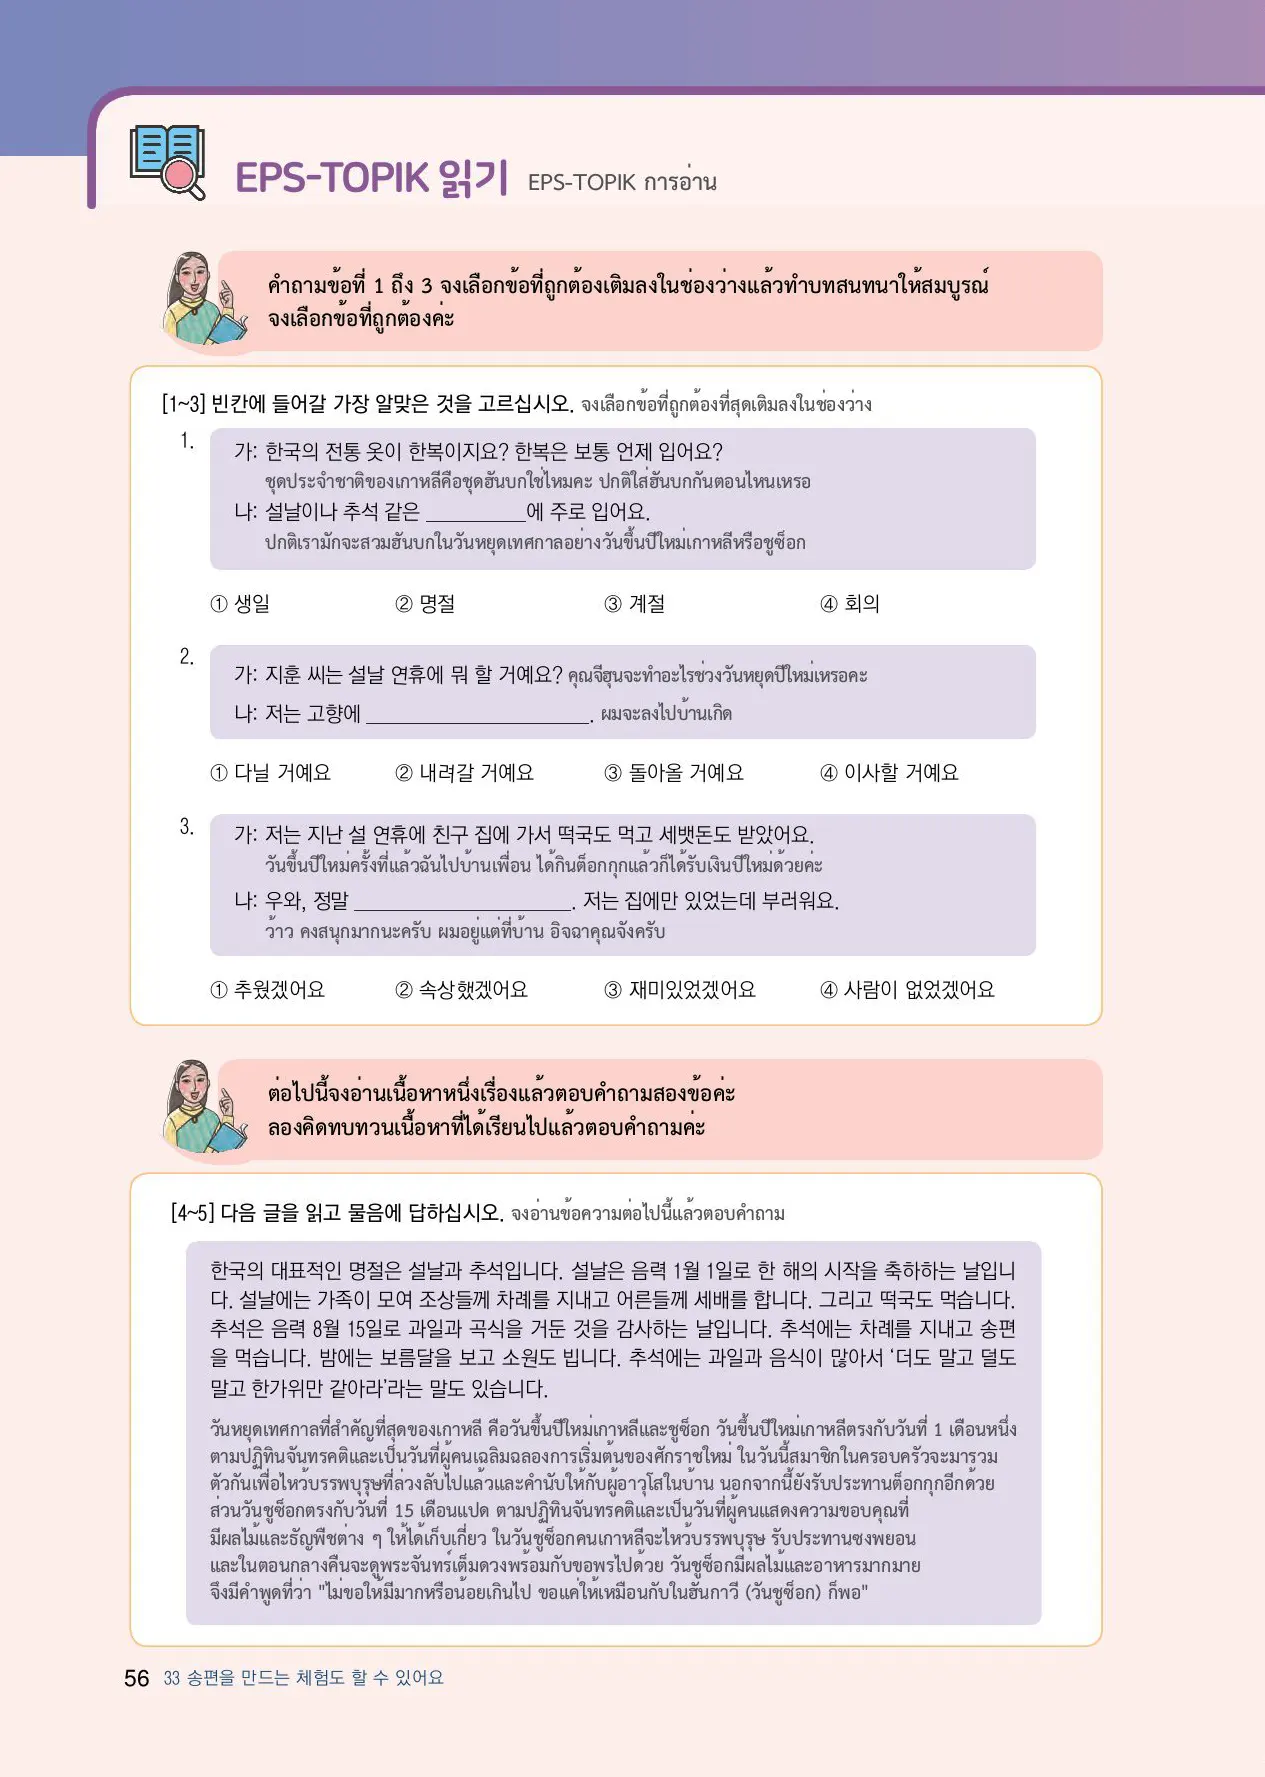 EPS-TOPIK 읽기 EPS-TOPIK การอ่าน
คำถามข้อที่ 1 ถึง 3 จงเลือกข้อที่ถูกต้องเติมลงในช่องว่างแล้วทำบทสนทนาให้สมบูรณ์
จงเลือกข้อที่ถูกต้องค่ะ
[1~3] 빈칸에 들어갈 가장 알맞은 것을 고르십시오. จงเลือกข้อที่ถูกต้องที่สุดเติมลงในช่องว่าง
1.
가: 한국의 전통 옷이 한복이지요? 한복은 보통 언제 입어요?
ชุดประจำชาติของเกาหลีคือชุดฮันบกใช่ไหมคะ ปกติใส่ฮันบกกันตอนไหนเหรอ
나: 설날이나 추석 같은 __________에 주로 입어요.
ปกติเรามักจะสวมฮันบกในวันหยุดเทศกาลอย่างวันขึ้นปีใหม่เกาหลีหรือชูซ็อก
① 생일 ② 명절 ③ 계절 ④ 회의
2.
가: 지훈 씨는 설날 연휴에 뭐 할 거예요? คุณจีฮุนจะทำอะไรช่วงวันหยุดปีใหม่เหรอคะ
나: 저는 고향에 ______________________. ผมจะลงไปบ้านเกิด
① 다닐 거예요 ② 내려갈 거예요 ③ 돌아올 거예요 ④ 이사할 거예요
3.
가: 저는 지난 설 연휴에 친구 집에 가서 떡국도 먹고 세뱃돈도 받았어요.
วันขึ้นปีใหม่ครั้งที่แล้วฉันไปบ้านเพื่อน ได้กินต็อกกุกแล้วก็ได้รับเงินปีใหม่ด้วยค่ะ
나: 우와, 정말 ______________________. 저는 집에만 있었는데 부러워요.
ว้าว คงสนุกมากนะครับ ผมอยู่แต่ที่บ้าน อิจฉาคุณจังครับ
① 추웠겠어요 ② 속상했겠어요 ③ 재미있었겠어요 ④ 사람이 없었겠어요
ต่อไปนี้จงอ่านเนื้อหาหนึ่งเรื่องแล้วตอบคำถามสองข้อค่ะ
ลองคิดทบทวนเนื้อหาที่ได้เรียนไปแล้วตอบคำถามค่ะ
[4~5] 다음 글을 읽고 물음에 답하십시오. จงอ่านข้อความต่อไปนี้แล้วตอบคำถาม
한국의 대표적인 명절은 설날과 추석입니다. 설날은 음력 1월 1일로 한 해의 시작을 축하하는 날입니
다. 설날에는 가족이 모여 조상들께 차례를 지내고 어른들께 세배를 합니다. 그리고 떡국도 먹습니다.
추석은 음력 8월 15일로 과일과 곡식을 거둔 것을 감사하는 날입니다. 추석에는 차례를 지내고 송편
을 먹습니다. 밤에는 보름달을 보고 소원도 빕니다. 추석에는 과일과 음식이 많아서 ‘더도 말고 덜도
말고 한가위만 같아라’라는 말도 있습니다.
วันหยุดเทศกาลที่สำคัญที่สุดของเกาหลี คือวันขึ้นปีใหม่เกาหลีและชูซ็อก วันขึ้นปีใหม่เกาหลีตรงกับวันที่ 1 เดือนหนึ่ง
ตามปฏิทินจันทรคติและเป็นวันที่ผู้คนเฉลิมฉลองการเริ่มต้นของศักราชใหม่ ในวันนี้สมาชิกในครอบครัวจะมารวม
ตัวกันเพื่อไหว้บรรพบุรุษที่ล่วงลับไปแล้วและคำนับให้กับผู้อาวุโสในบ้าน นอกจากนี้ยังรับประทานต็อกกุกอีกด้วย
ส่วนวันชูซ็อกตรงกับวันที่ 15 เดือนแปด ตามปฏิทินจันทรคติและเป็นวันที่ผู้คนแสดงความขอบคุณที่
มีผลไม้และธัญพืชต่าง ๆ ให้ได้เก็บเกี่ยว ในวันชูซ็อกคนเกาหลีจะไหว้บรรพบุรุษ รับประทานซงพยอน
และในตอนกลางคืนจะดูพระจันทร์เต็มดวงพร้อมกับขอพรไปด้วย วันชูซ็อกมีผลไม้และอาหารมากมาย
จึงมีคำพูดที่ว่า "ไม่ขอให้มีมากหรือน้อยเกินไป ขอแค่ให้เหมือนกับในฮันกาวี (วันชูซ็อก) ก็พอ"
56 33 송편을 만드는 체험도 할 수 있어요